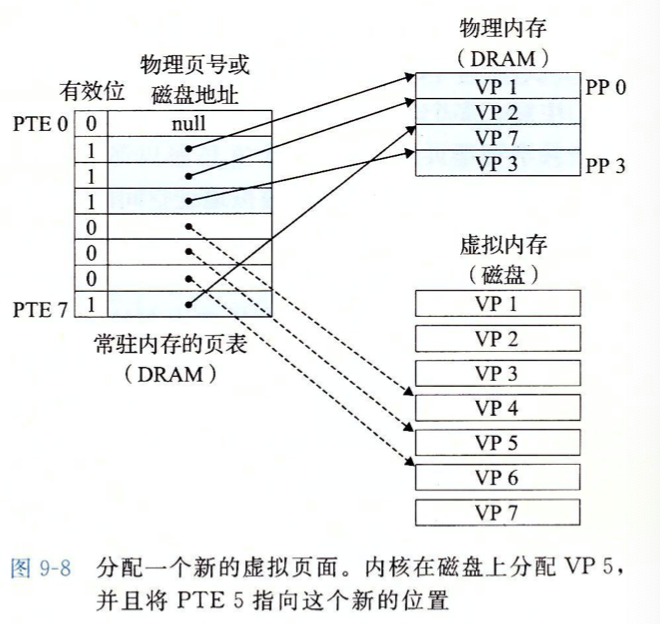 物理内存
(DRAM)
物理页号或
有效位 磁盘地址
VP 1 PP 0
PTE 0 0 null
VP 2
1
VP 7
1
VP 3 PP 3
1
0
0
虚拟内存
(磁盘)
0
PTE 7 1
VP 1
常驻内存的页表
(DRAM)
VP 2
VP 3
VP 4
VP 5
VP 6
VP 7
图 9-8 分配一个新的虚拟页面。内核在磁盘上分配 VP 5,
并且将 PTE 5 指向这个新的位置